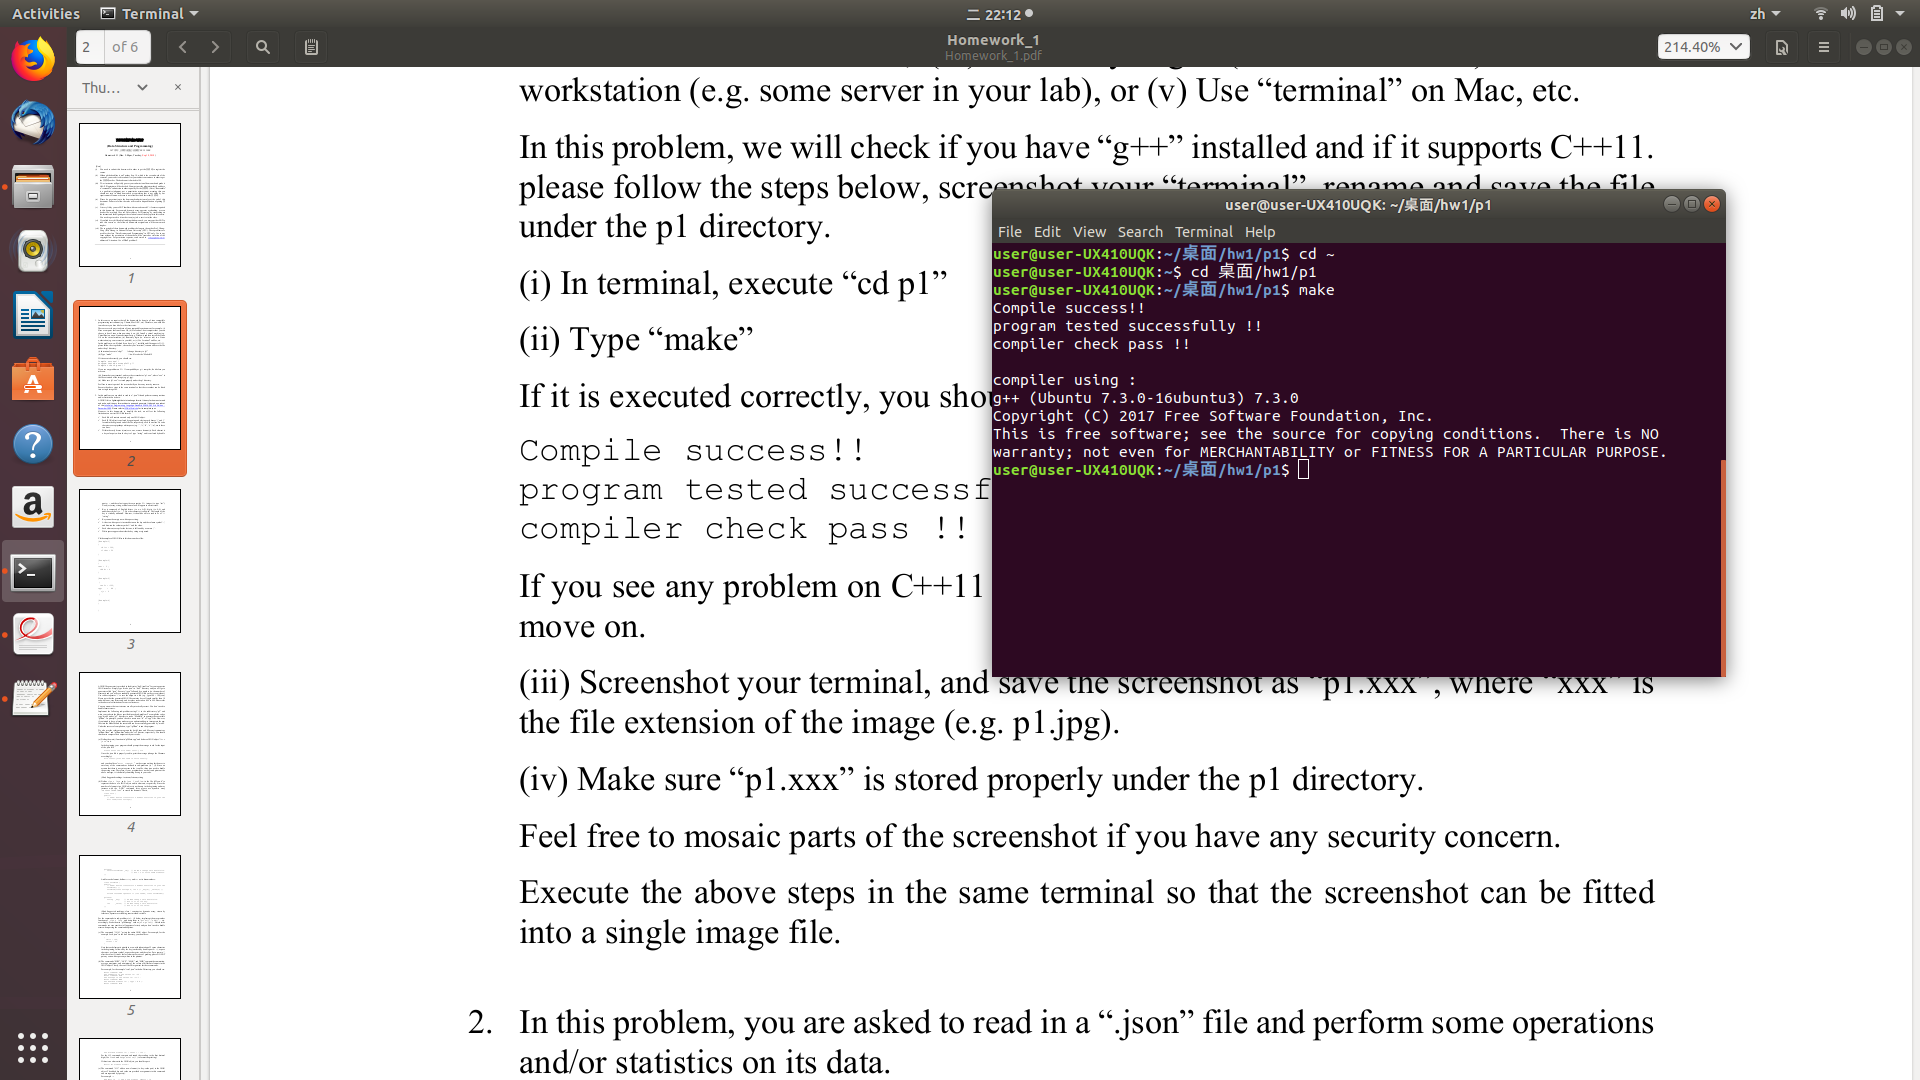 Activities
Terminal
二 22:12
zh
2
of 6
Homework_1
Homework_1.pdf
214.40%
Thu...
workstation (e.g. some server in your lab), or (v) Use “terminal” on Mac, etc.
In this problem, we will check if you have “g++” installed and if it supports C++11.
please follow the steps below, screenshot your “terminal”, rename and save the file
under the p1 directory.
(i) In terminal, execute “cd p1”
(ii) Type “make”
If it is executed correctly, you shou
Compile success!!
program tested successf
compiler check pass !!
If you see any problem on C++11
move on.
(iii) Screenshot your terminal, and save the screenshot as “p1.xxx”, where “xxx” is
the file extension of the image (e.g. p1.jpg).
(iv) Make sure “p1.xxx” is stored properly under the p1 directory.
Feel free to mosaic parts of the screenshot if you have any security concern.
Execute the above steps in the same terminal so that the screenshot can be fitted
into a single image file.
2. In this problem, you are asked to read in a “.json” file and perform some operations
and/or statistics on its data.
user@user-UX410UQK: ~/桌面/hw1/p1
File Edit View Search Terminal Help
user@user-UX410UQK:~/桌面/hw1/p1$ cd ~
user@user-UX410UQK:~$ cd 桌面/hw1/p1
user@user-UX410UQK:~/桌面/hw1/p1$ make
Compile success!!
program tested successfully !!
compiler check pass !!
compiler using :
g++ (Ubuntu 7.3.0-16ubuntu3) 7.3.0
Copyright (C) 2017 Free Software Foundation, Inc.
This is free software; see the source for copying conditions.  There is NO
warranty; not even for MERCHANTABILITY or FITNESS FOR A PARTICULAR PURPOSE.
user@user-UX410UQK:~/桌面/hw1/p1$
1
2
3
4
5